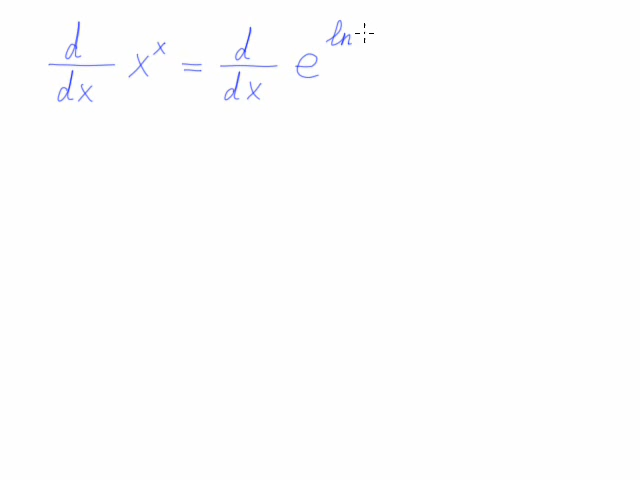 d/dx x^x = d/dx e^ln